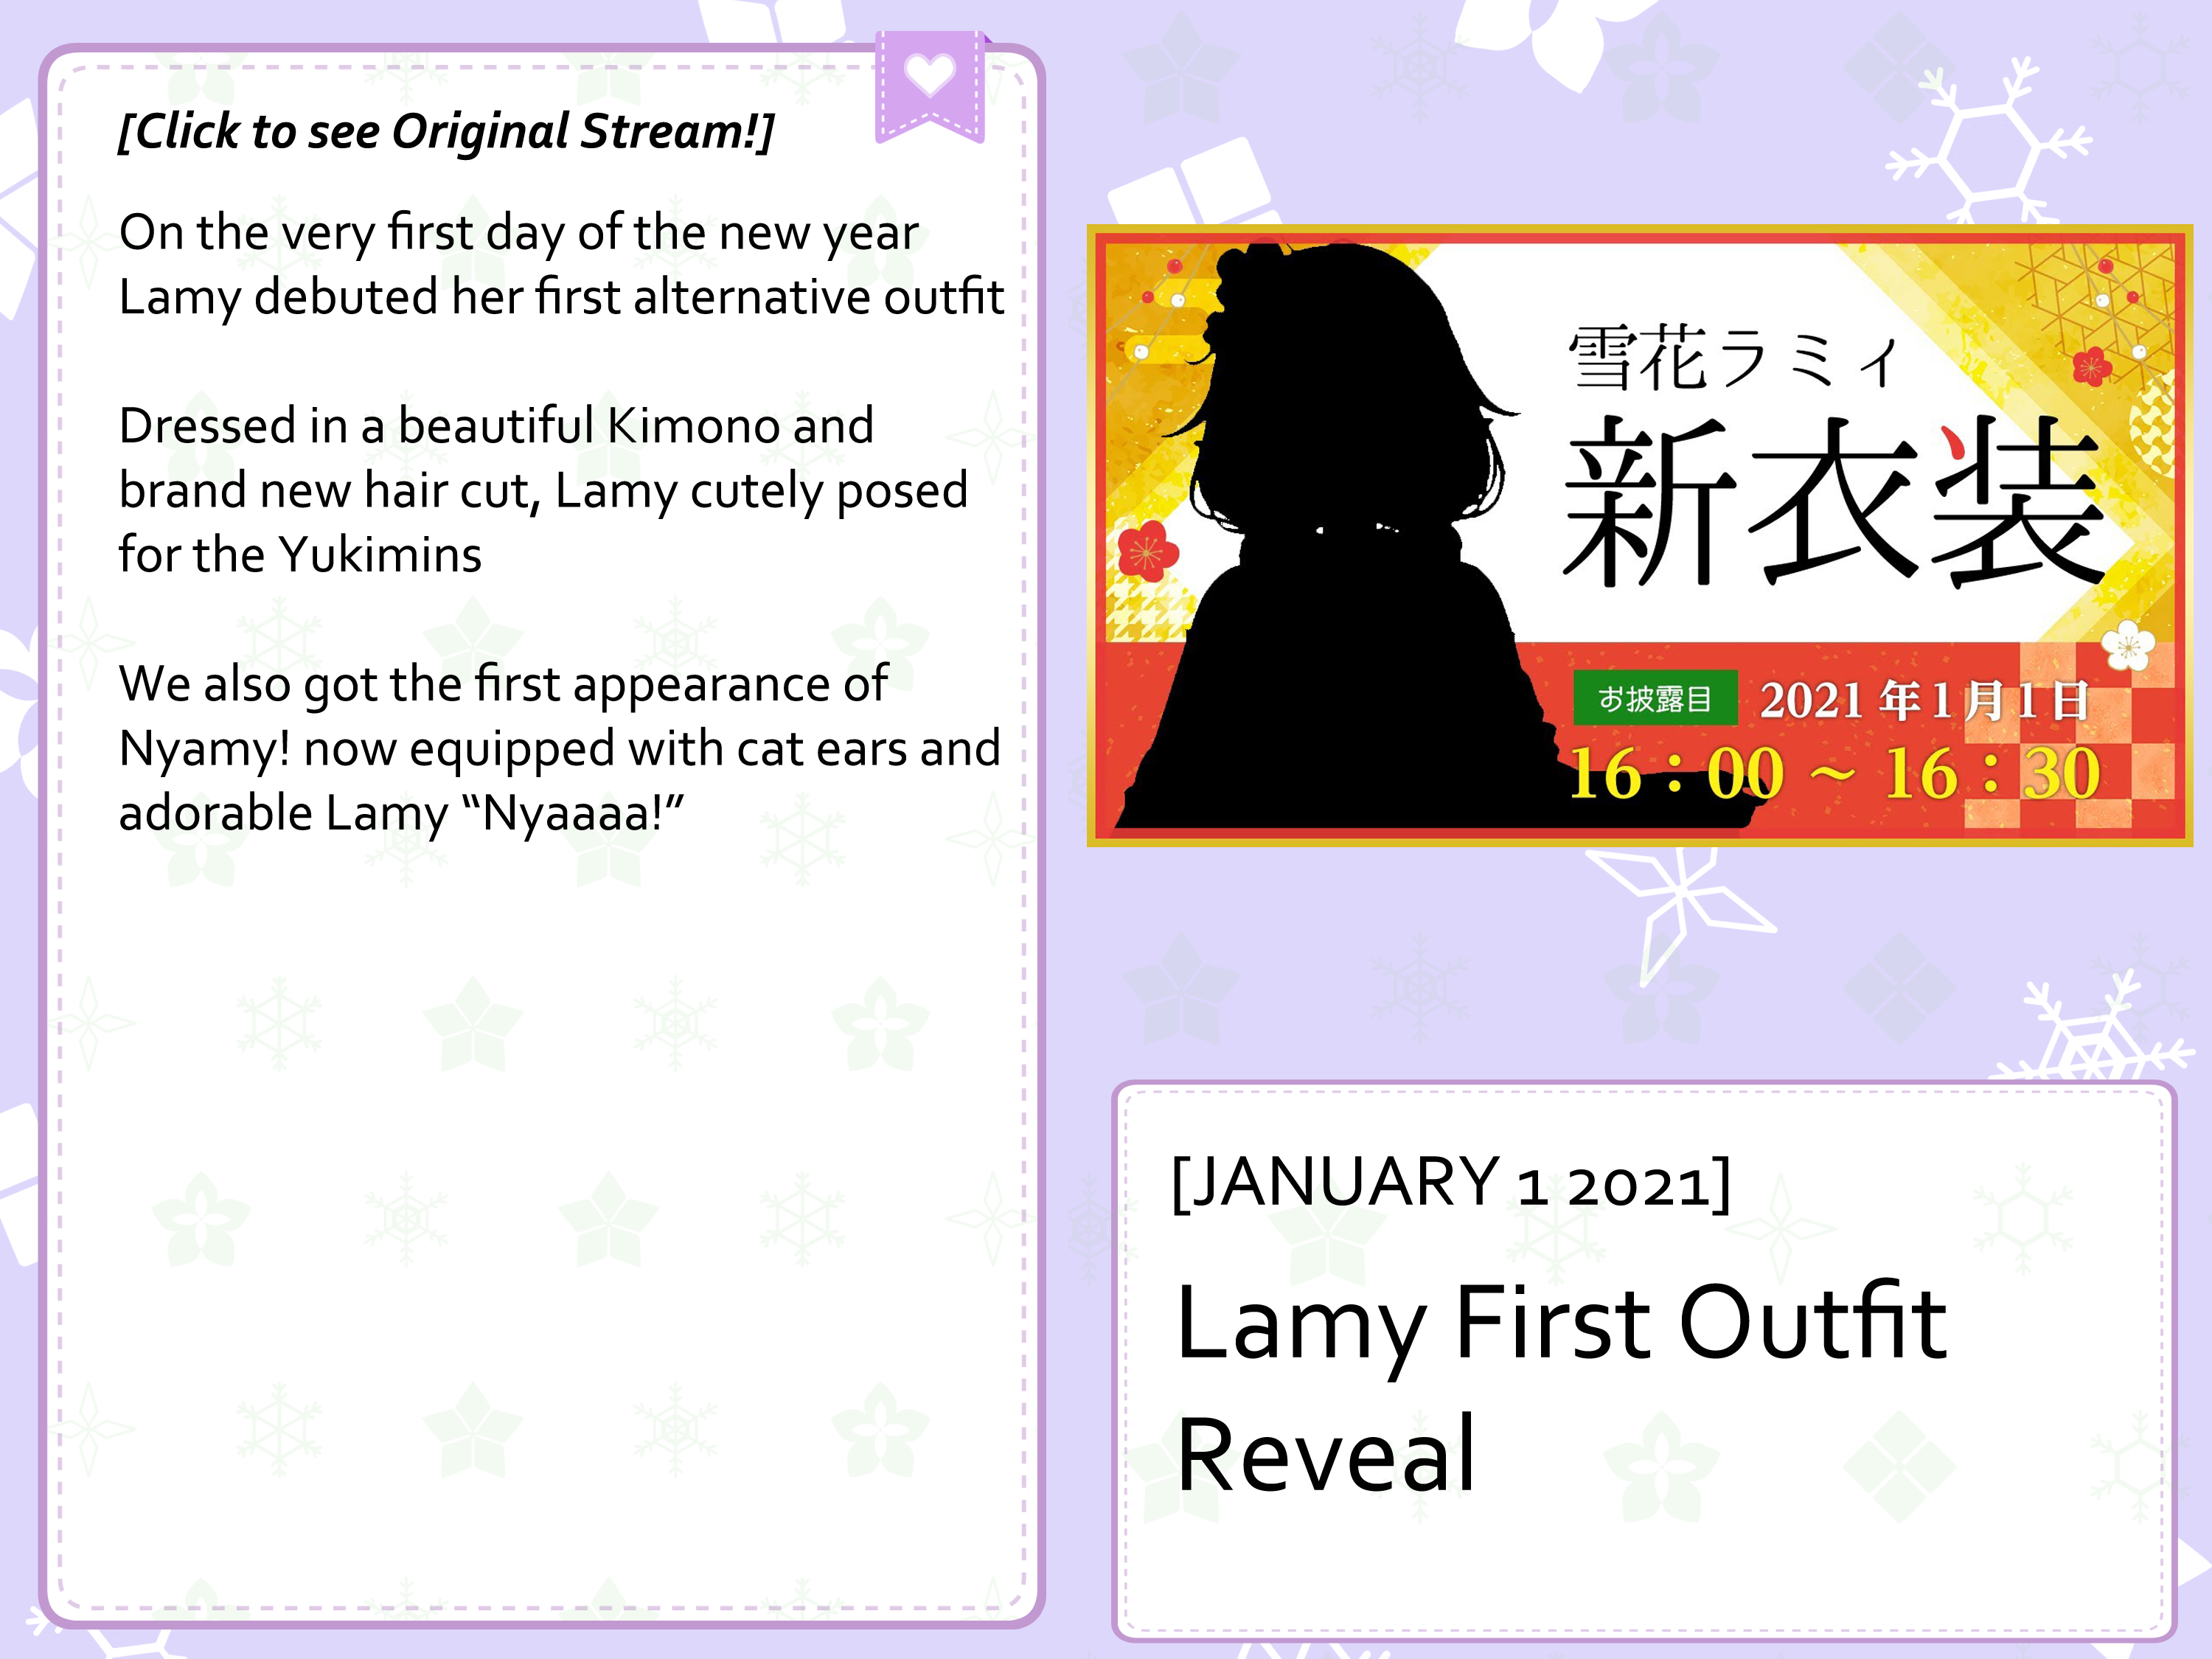 [Click to see Original Stream!]
On the very first day of the new year
Lamy debuted her first alternative outfit
Dressed in a beautiful Kimono and
brand new hair cut, Lamy cutely posed
for the Yukimins
We also got the first appearance of
Nyamy! now equipped with cat ears and
adorable Lamy “Nyaaaa!”
雪花ラミィ
新衣装
お披露目 2021年1月1日
16：00 ～ 16：30
[JANUARY 1 2021]
Lamy First Outfit
Reveal